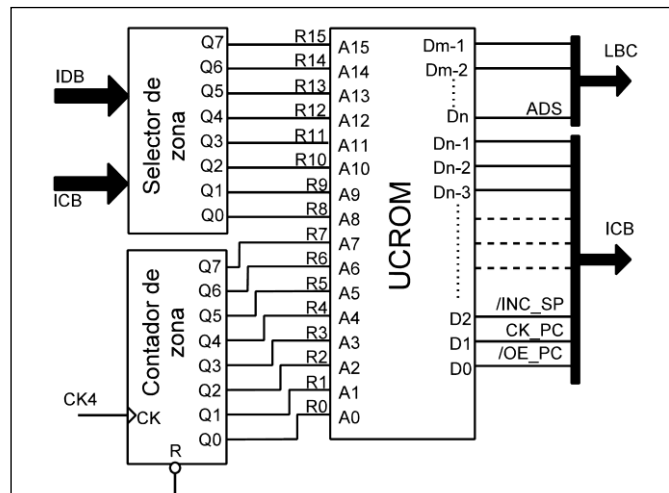 IDB
ICB
Selector de
zona
Q7
Q6
Q5
Q4
Q3
Q2
Q1
Q0
R15
R14
R13
R12
R11
R10
R9
R8
Contador de
zona
Q7
Q6
Q5
Q4
Q3
Q2
Q1
Q0
CK4
CK
R
R7
R6
R5
R4
R3
R2
R1
R0
UCROM
A15
A14
A13
A12
A11
A10
A9
A8
A7
A6
A5
A4
A3
A2
A1
A0
Dm-1
Dm-2
Dn
Dn-1
Dn-2
Dn-3
D2
D1
D0
ADS
/INC_SP
CK_PC
/OE_PC
LBC
ICB